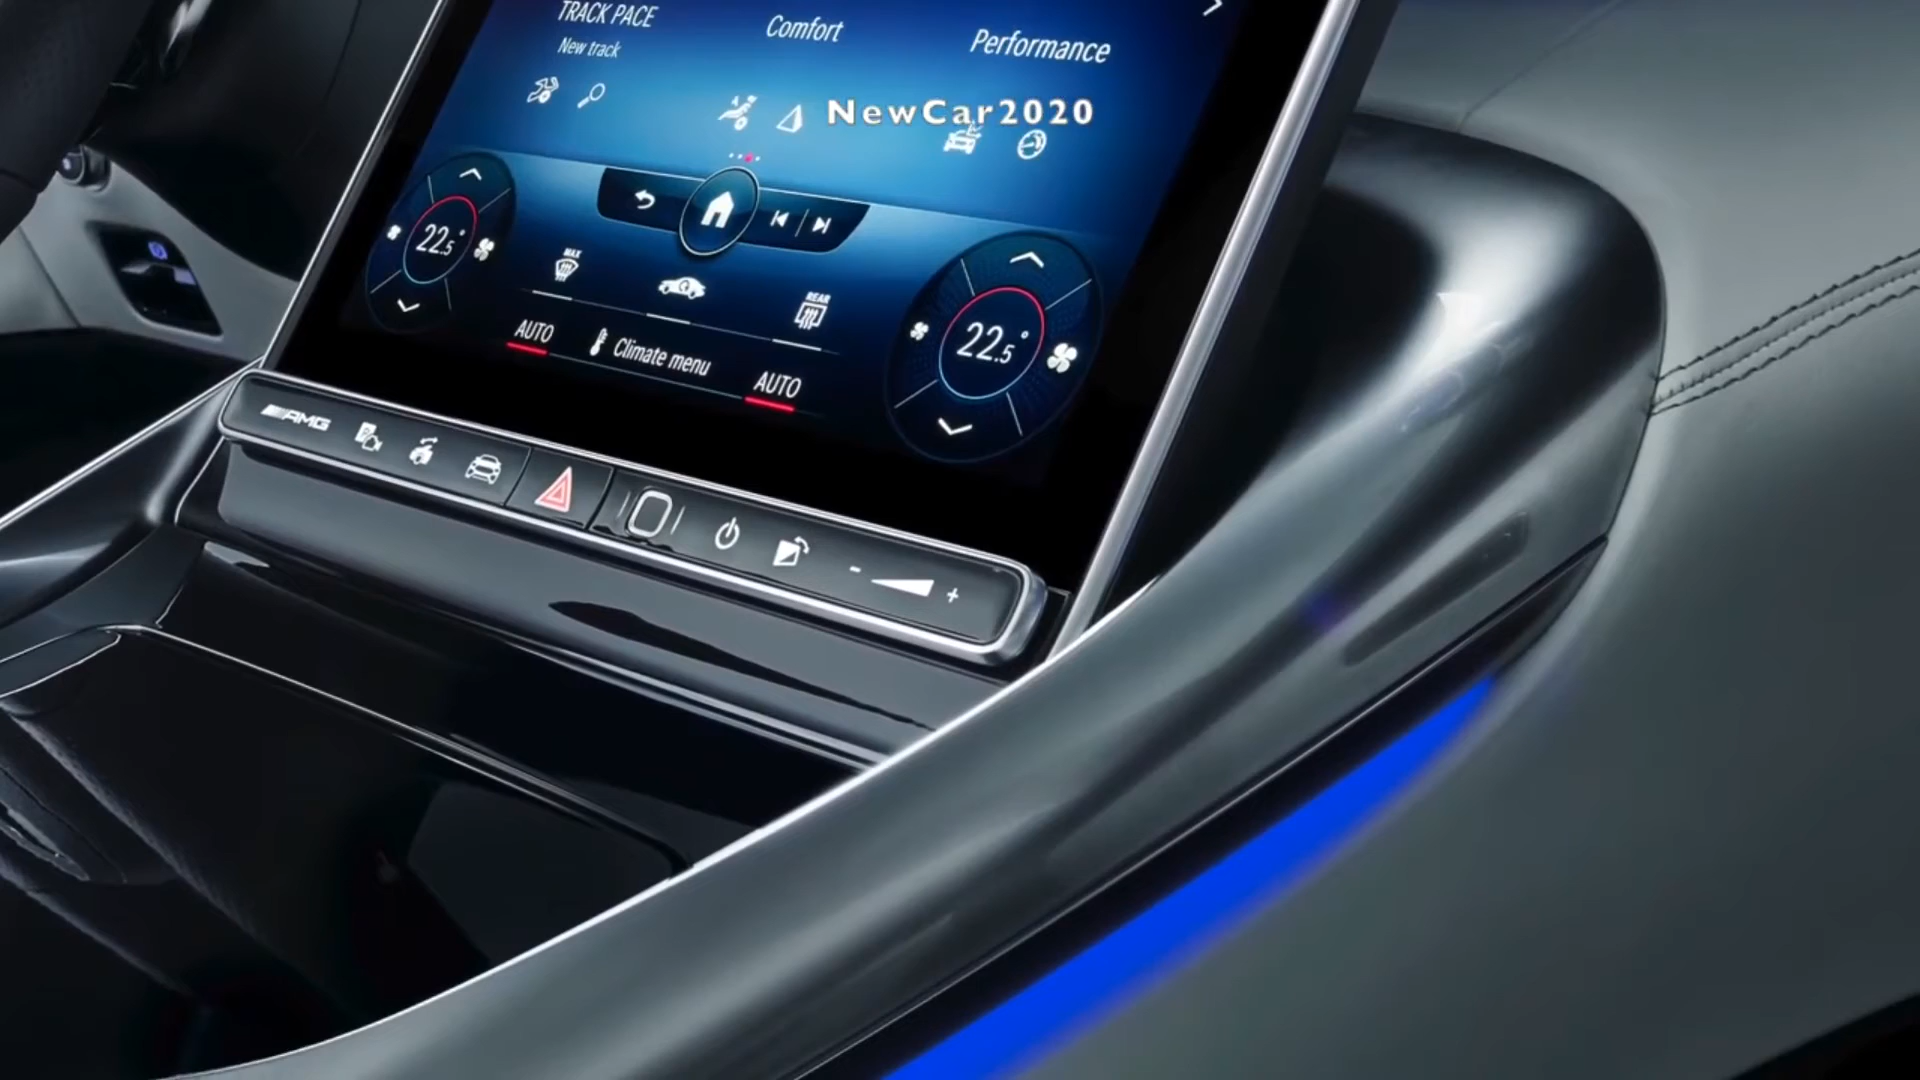 TRACK PACE
Comfort
Performance
New track
NewCar2020
22.5°
MAX
REAR
22.5°
AUTO
Climate menu
AUTO
AMG
- +